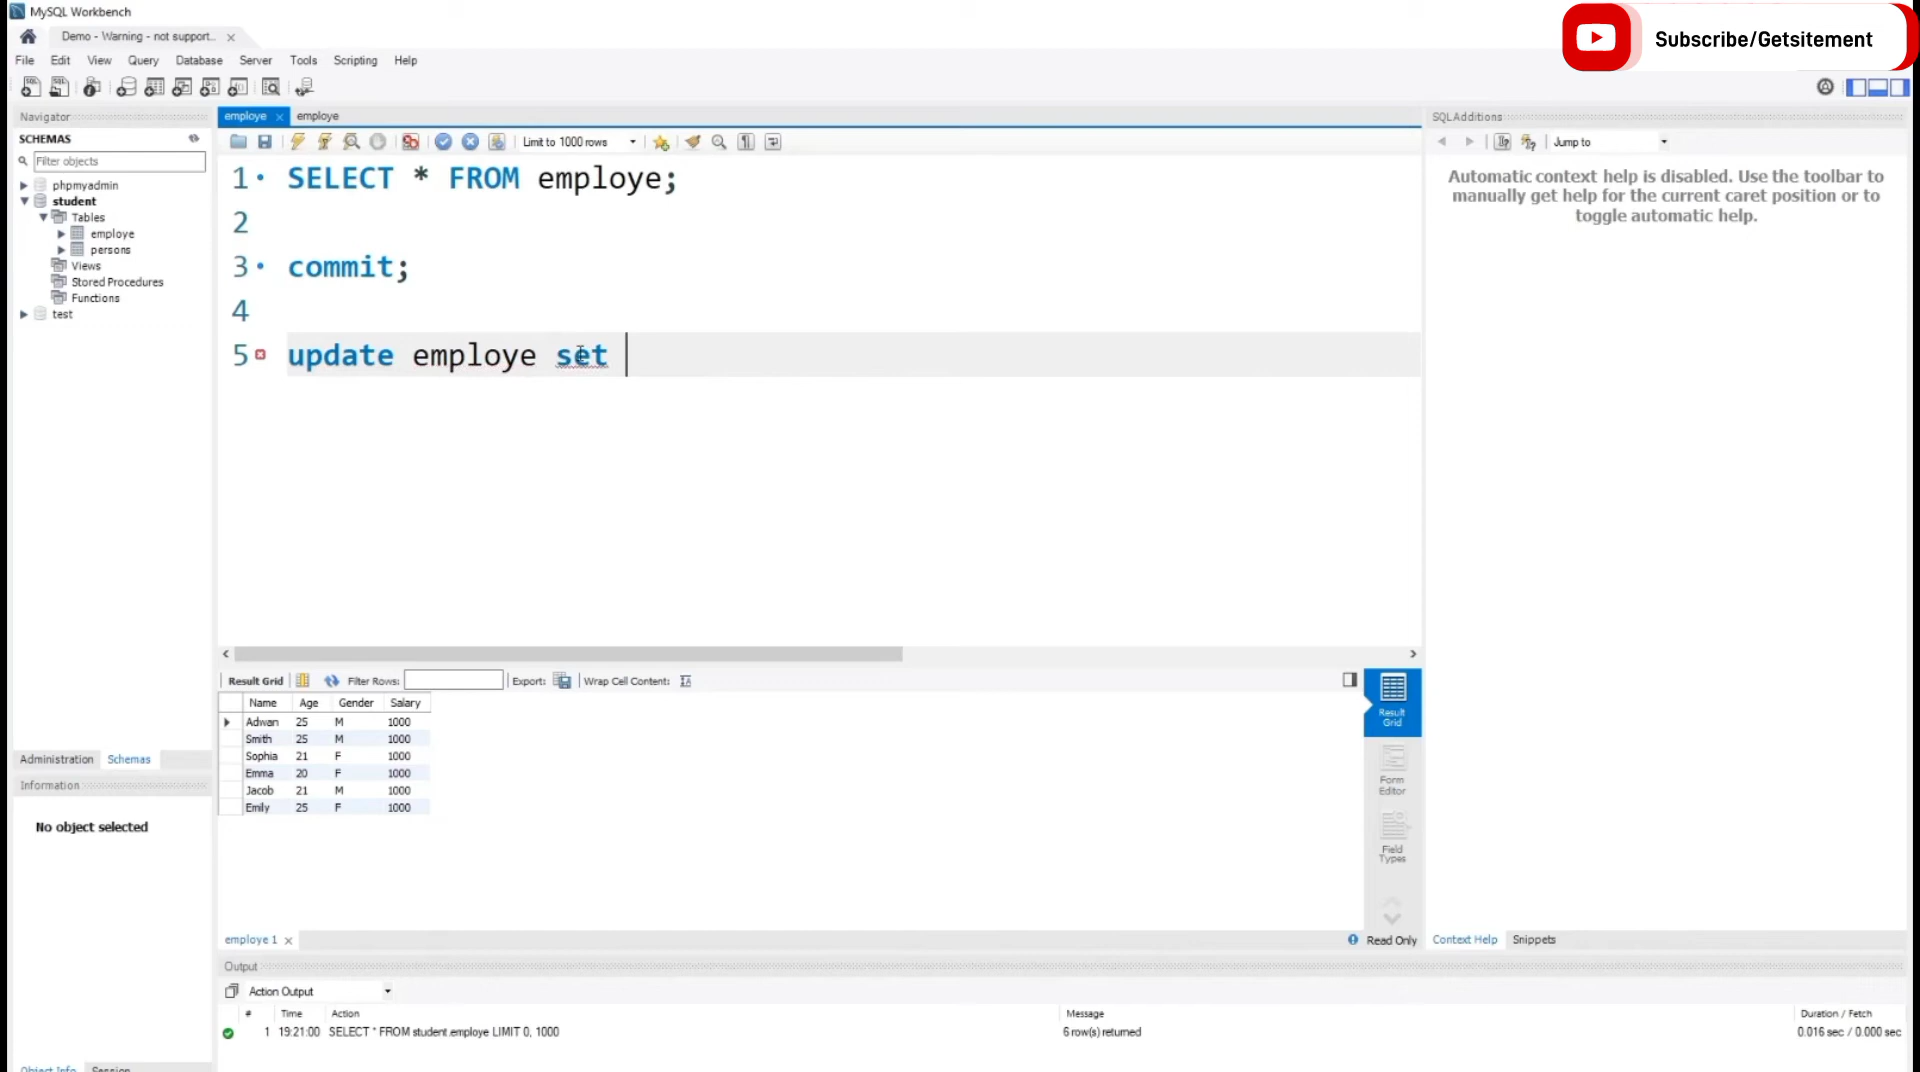 MySQL Workbench
Demo - Warning - not support...
Subscribe/Getsitement
File Edit View Query Database Server Tools Scripting Help
Navigator
SCHEMAS
Filter objects
phpmyadmin
student
Tables
employe
persons
Views
Stored Procedures
Functions
test
Administration Schemas
Information
No object selected
Object Info Session
employe employe
Limit to 1000 rows
1 SELECT * FROM employe;
2
3 commit;
4
5 update employe set
Result Grid Filter Rows: Export: Wrap Cell Content:
Name Age Gender Salary
Adwan 25 M 1000
Smith 25 M 1000
Sophia 21 F 1000
Emma 20 F 1000
Jacob 21 M 1000
Emily 25 F 1000
Result Grid
Form Editor
Field Types
employe 1 Read Only
SQLAdditions
Jump to
Automatic context help is disabled. Use the toolbar to
manually get help for the current caret position or to
toggle automatic help.
Context Help Snippets
Output
Action Output
# Time Action Message Duration / Fetch
1 19:21:00 SELECT * FROM student.employe LIMIT 0, 1000 6 row(s) returned 0.016 sec / 0.000 sec